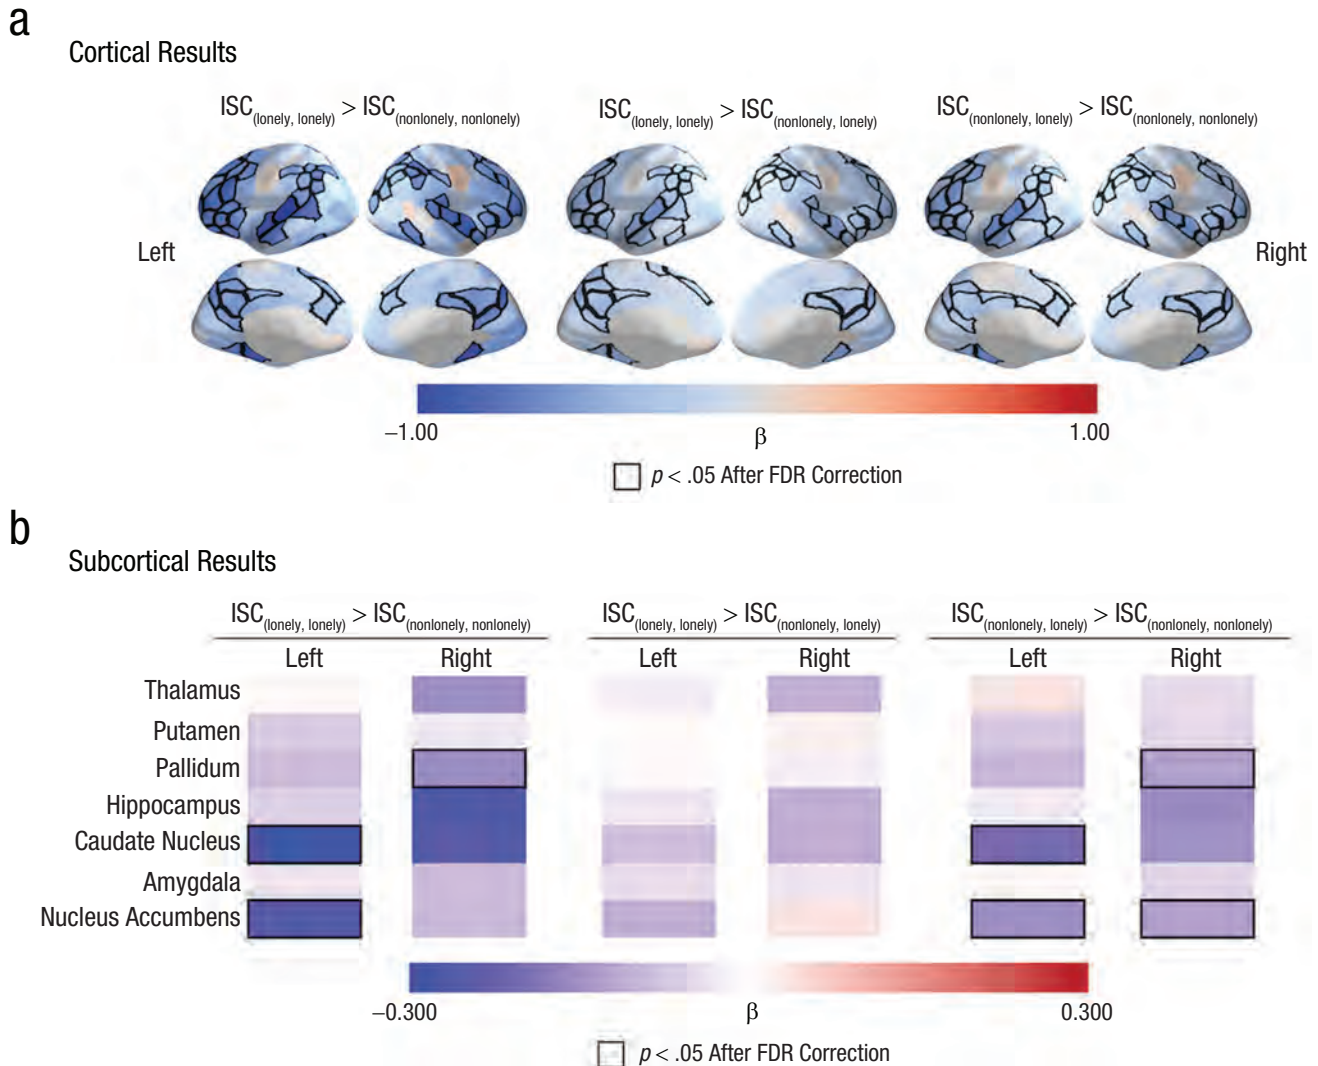 a
Cortical Results
ISC(lonely, lonely) > ISC(nonlonely, nonlonely)
ISC(lonely, lonely) > ISC(nonlonely, lonely)
ISC(nonlonely, lonely) > ISC(nonlonely, nonlonely)
Left
Right
−1.00
β
1.00
p < .05 After FDR Correction
b
Subcortical Results
ISC(lonely, lonely) > ISC(nonlonely, nonlonely)
ISC(lonely, lonely) > ISC(nonlonely, lonely)
ISC(nonlonely, lonely) > ISC(nonlonely, nonlonely)
Left Right Left Right Left Right
Thalamus
Putamen
Pallidum
Hippocampus
Caudate Nucleus
Amygdala
Nucleus Accumbens
−0.300
β
0.300
p < .05 After FDR Correction